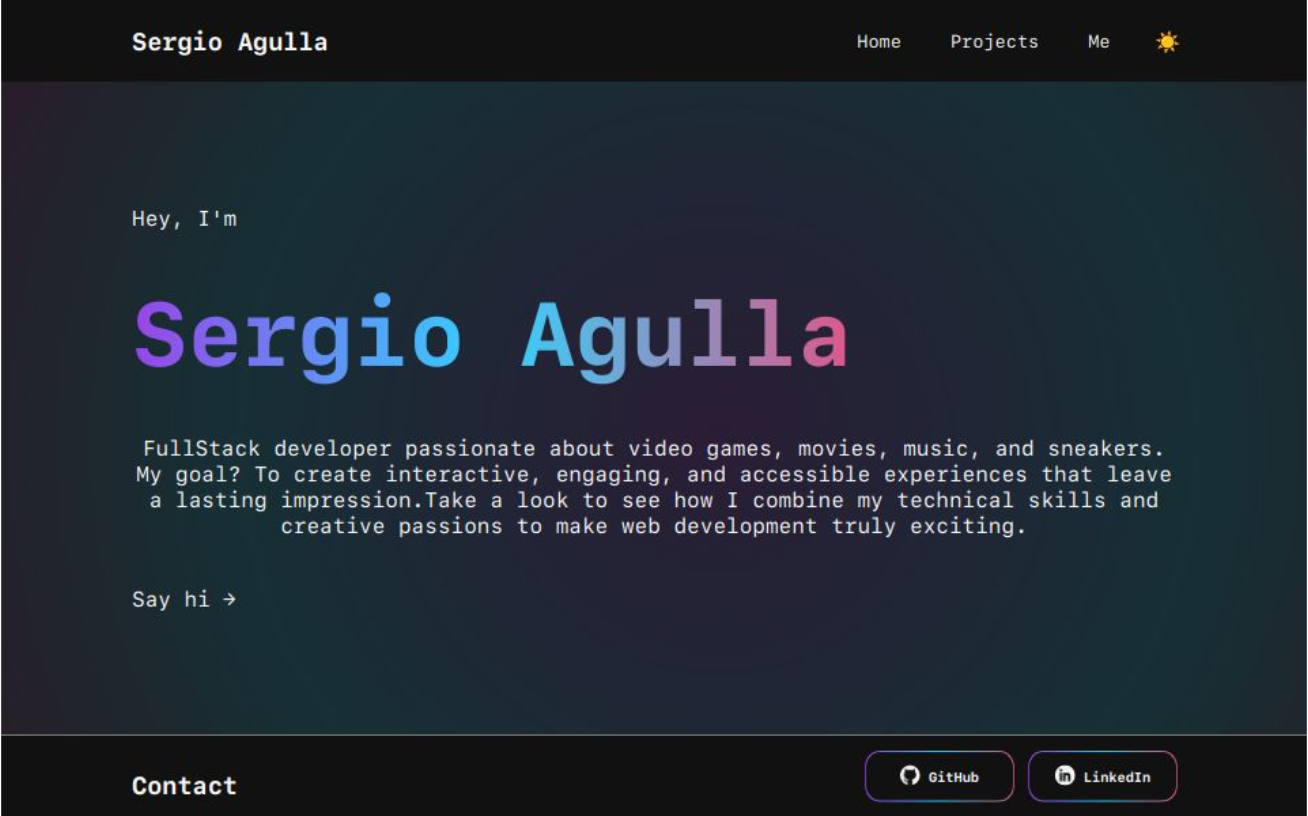 Sergio Agulla
Home Projects Me
Hey, I'm
Sergio Agulla
FullStack developer passionate about video games, movies, music, and sneakers.
My goal? To create interactive, engaging, and accessible experiences that leave
a lasting impression.Take a look to see how I combine my technical skills and
creative passions to make web development truly exciting.
Say hi →
Contact
GitHub LinkedIn